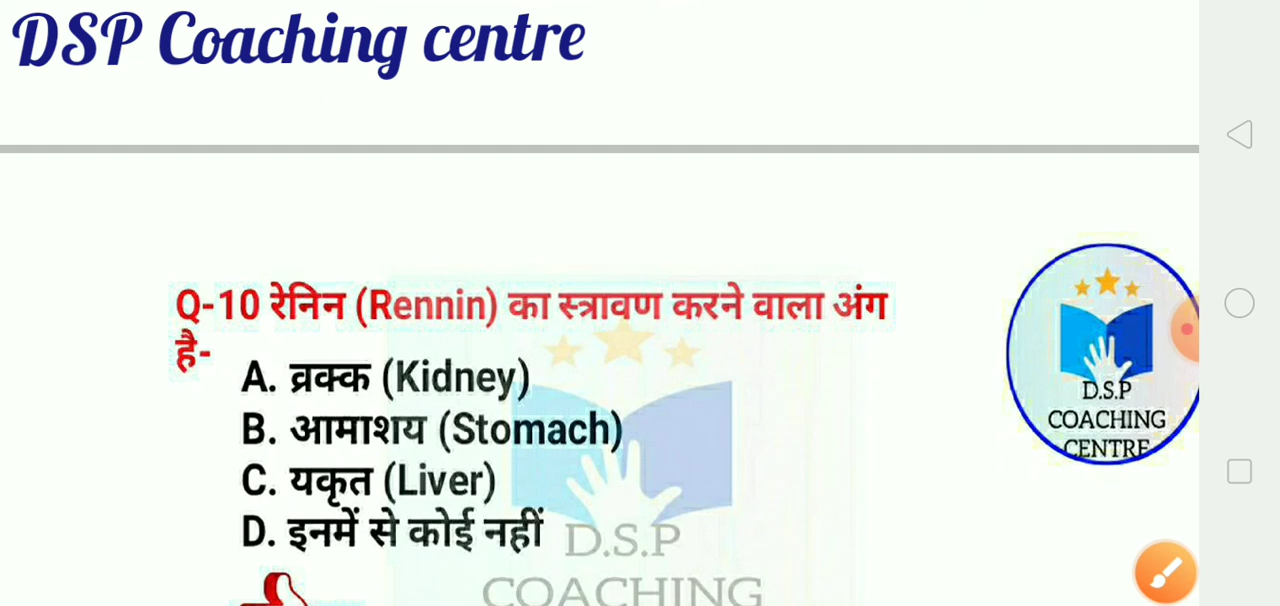 DSP Coaching centre
Q-10 रेनिन (Rennin) का स्त्रावण करने वाला अंग
है-
A. व्रक्क (Kidney)
B. आमाशय (Stomach)
C. यकृत (Liver)
D. इनमें से कोई नहीं
D.S.P
COACHING
D.S.P
COACHING
CENTRE